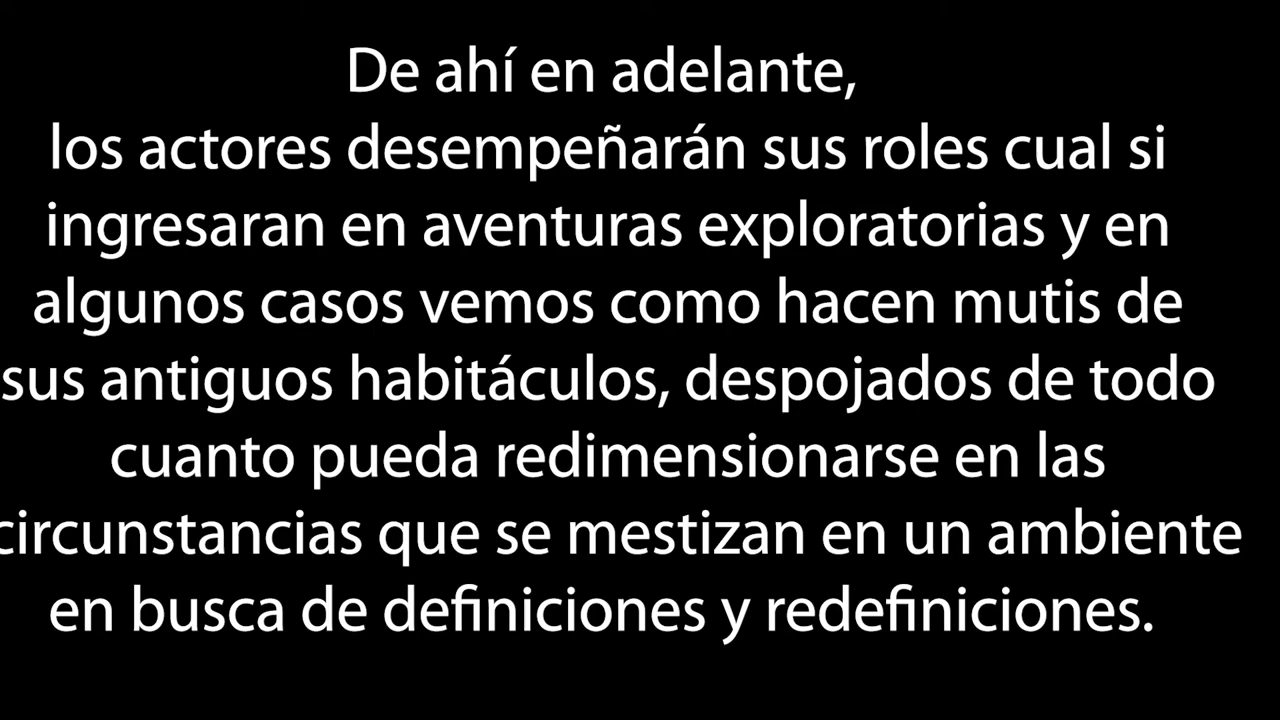 De ahí en adelante,
los actores desempeñarán sus roles cual si
ingresaran en aventuras exploratorias y en
algunos casos vemos como hacen mutis de
sus antiguos habitáculos, despojados de todo
cuanto pueda redimensionarse en las
circunstancias que se mestizan en un ambiente
en busca de definiciones y redefiniciones.